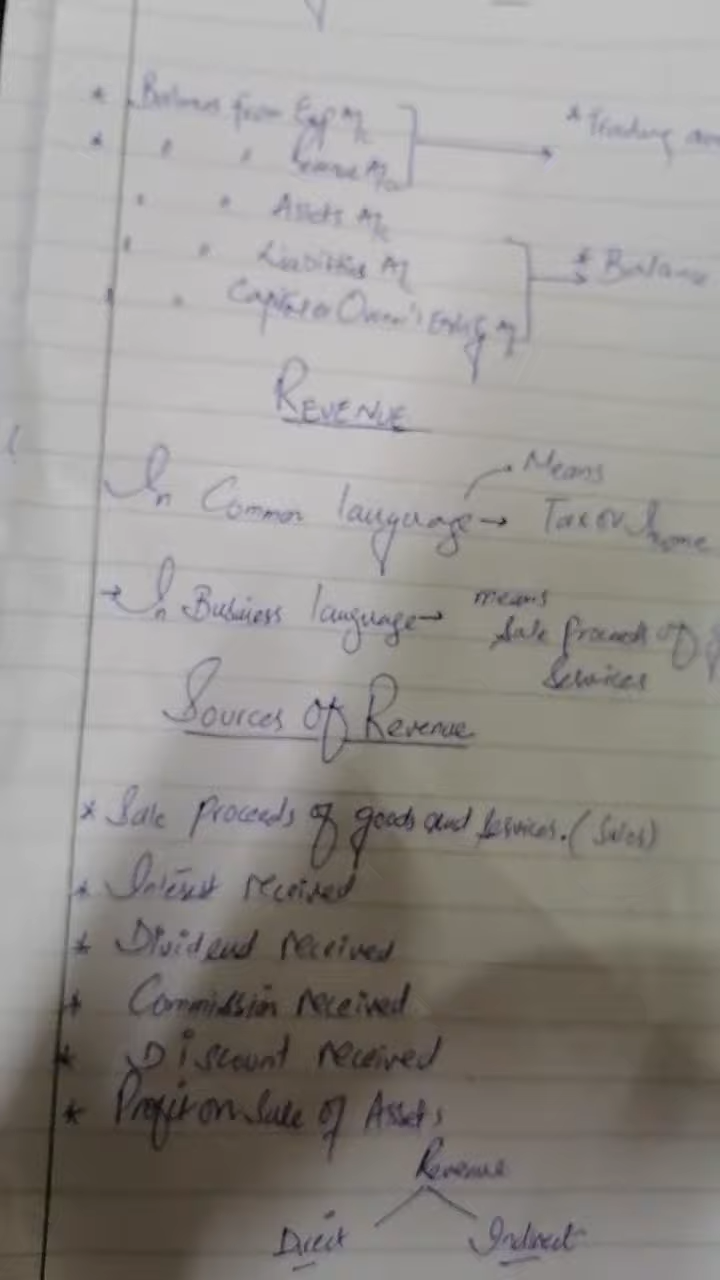 * Balances from Exp A/c
* " " Revenue A/c
* Trading
" " Assets A/c
" " Liabilities A/c
* Balance
" " Capital or Owner's Equity A/c
REVENUE
In Common language → Means
Tax or Income
→ In Business language → means
Sale proceeds of
Services
Sources of Revenue
* Sale proceeds of goods and services. (Sales)
* Interest received
* Dividend received
* Commission received
* Discount received
* Profit on Sale of Assets
Revenue
Direct Indirect